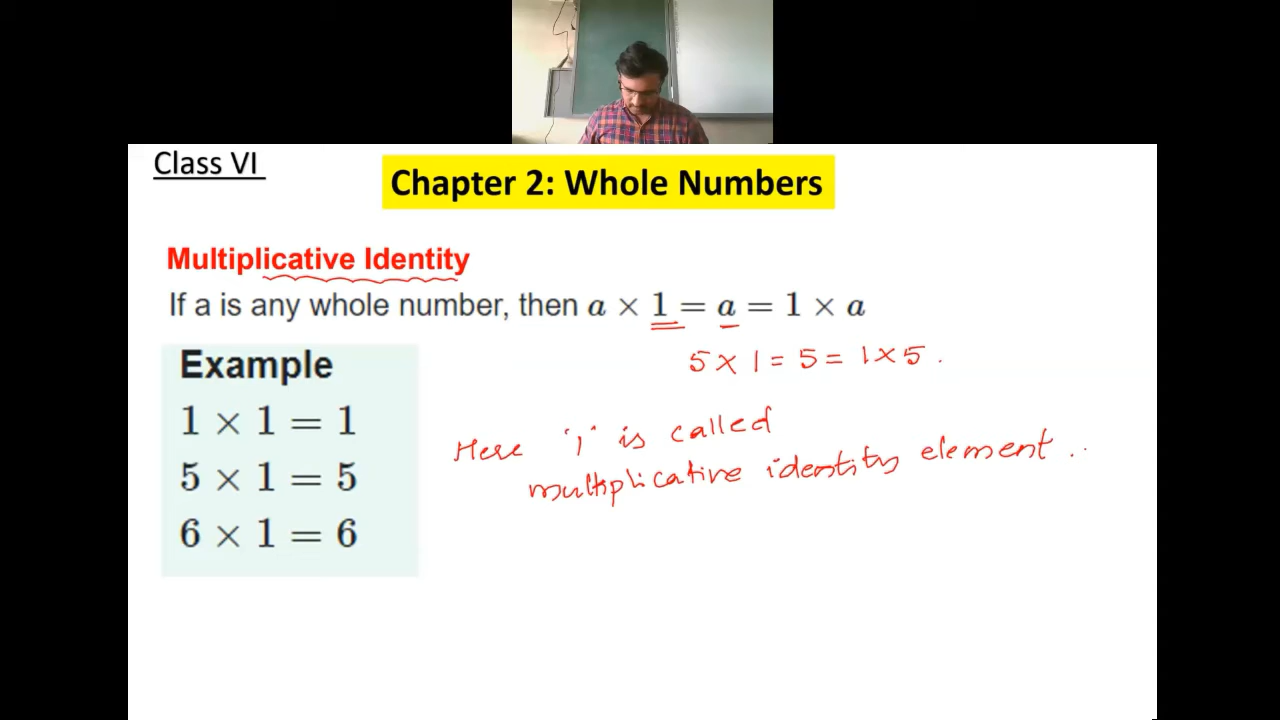 Class VI
Chapter 2: Whole Numbers
Multiplicative Identity
If a is any whole number, then a × 1 = a = 1 × a
5 × 1 = 5 = 1 × 5 .
Example
1 × 1 = 1
5 × 1 = 5
6 × 1 = 6
Here '1' is called
multiplicative identity element ..